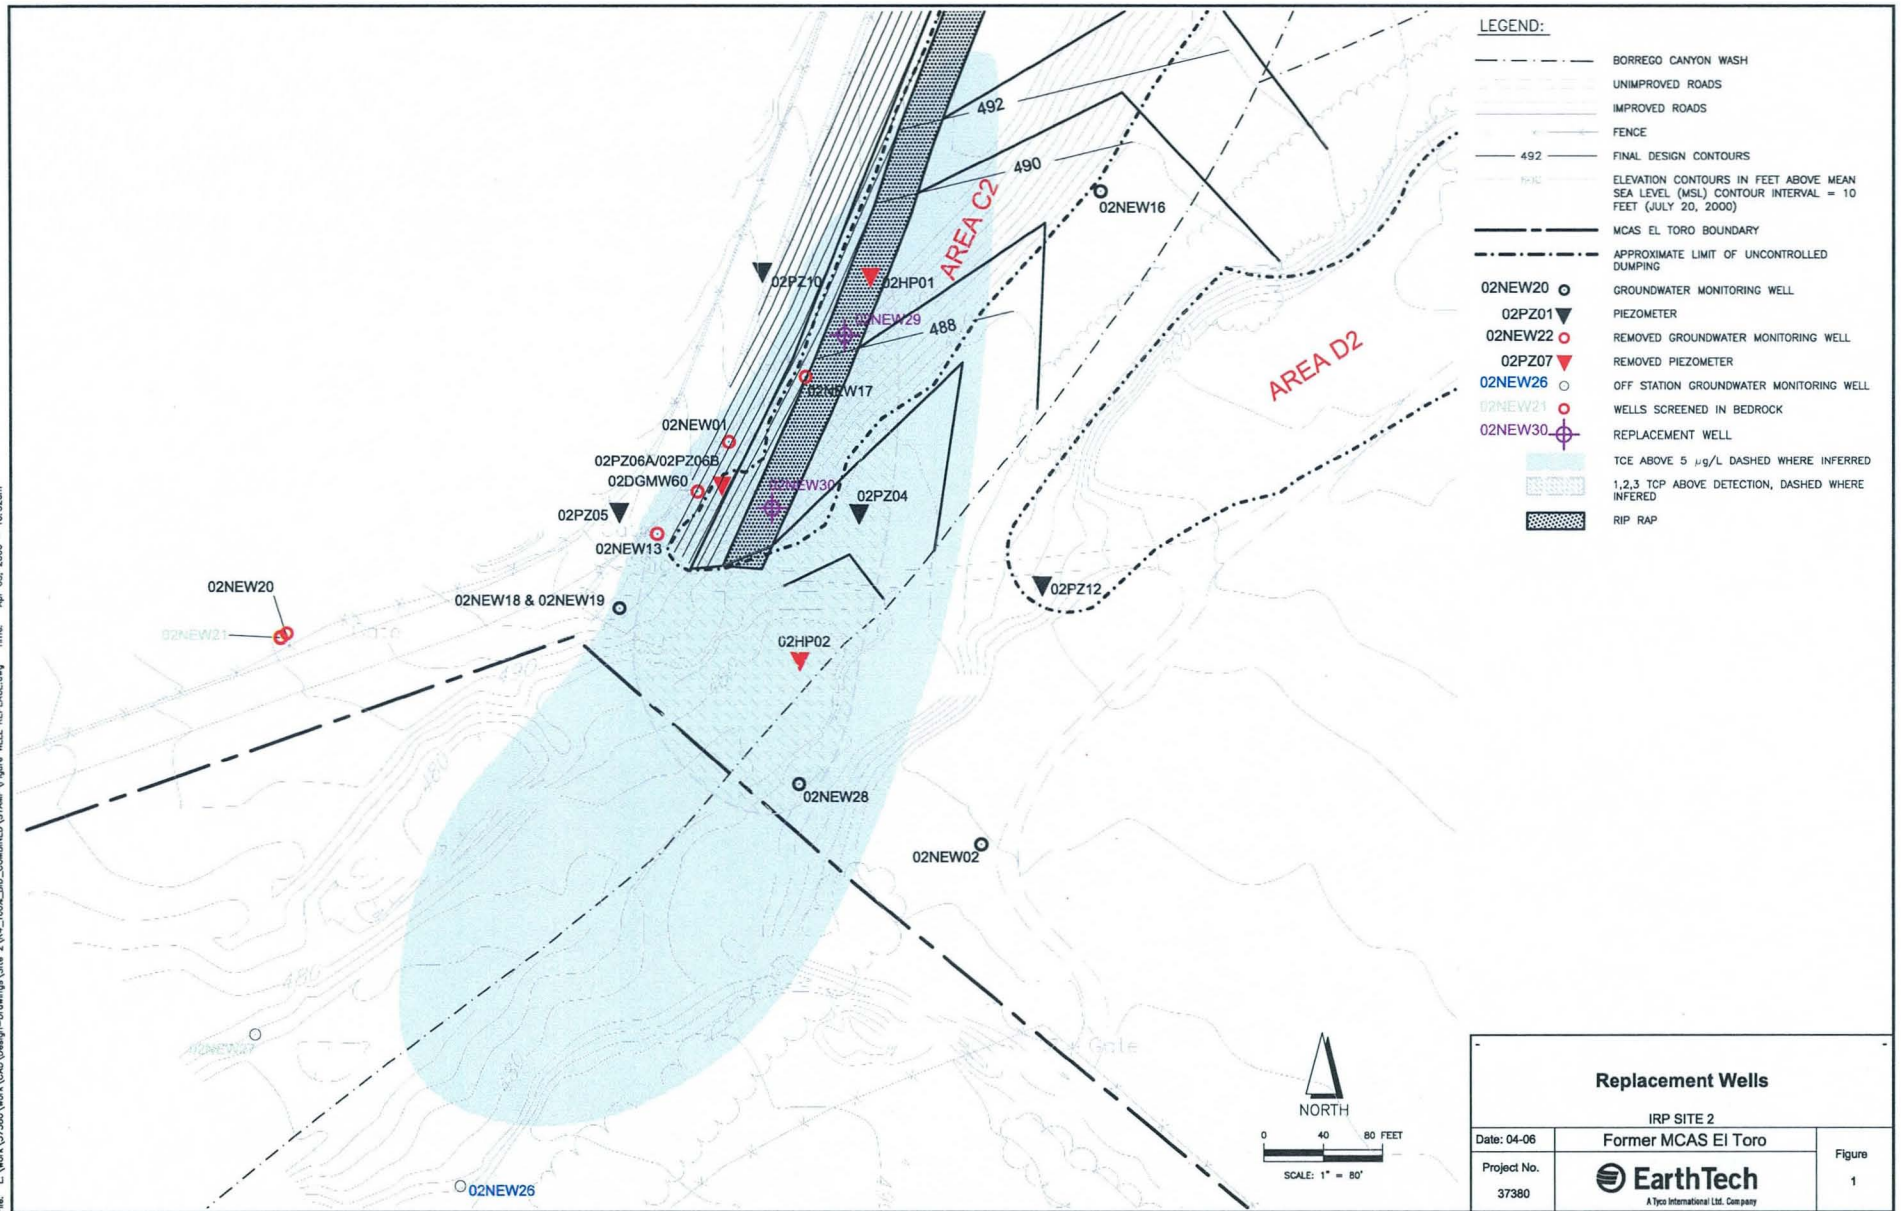 492
490
488
AREA C2
AREA D2
02NEW16
02PZ10
02HP01
02NEW29
02NEW17
02NEW01
02PZ06A/02PZ06B
02DGMW60
02NEW30
02PZ04
02PZ05
02NEW13
02PZ12
02NEW20
02NEW21
02NEW18 & 02NEW19
02HP02
490
480
02NEW28
02NEW02
480
02NEW27
Gate
02NEW26
NORTH
0 40 80 FEET
SCALE: 1" = 80'
LEGEND:
BORREGO CANYON WASH
UNIMPROVED ROADS
IMPROVED ROADS
FENCE
492 FINAL DESIGN CONTOURS
ELEVATION CONTOURS IN FEET ABOVE MEAN
SEA LEVEL (MSL) CONTOUR INTERVAL = 10
FEET (JULY 20, 2000)
MCAS EL TORO BOUNDARY
APPROXIMATE LIMIT OF UNCONTROLLED
DUMPING
02NEW20 GROUNDWATER MONITORING WELL
02PZ01 PIEZOMETER
02NEW22 REMOVED GROUNDWATER MONITORING WELL
02PZ07 REMOVED PIEZOMETER
02NEW26 OFF STATION GROUNDWATER MONITORING WELL
02NEW21 WELLS SCREENED IN BEDROCK
02NEW30 REPLACEMENT WELL
TCE ABOVE 5 µg/L DASHED WHERE INFERRED
1,2,3 TCP ABOVE DETECTION, DASHED WHERE
INFERED
RIP RAP
Replacement Wells
IRP SITE 2
Date: 04-06
Former MCAS El Toro
Project No.
37380
EarthTech
A Tyco International Ltd. Company
Figure
1